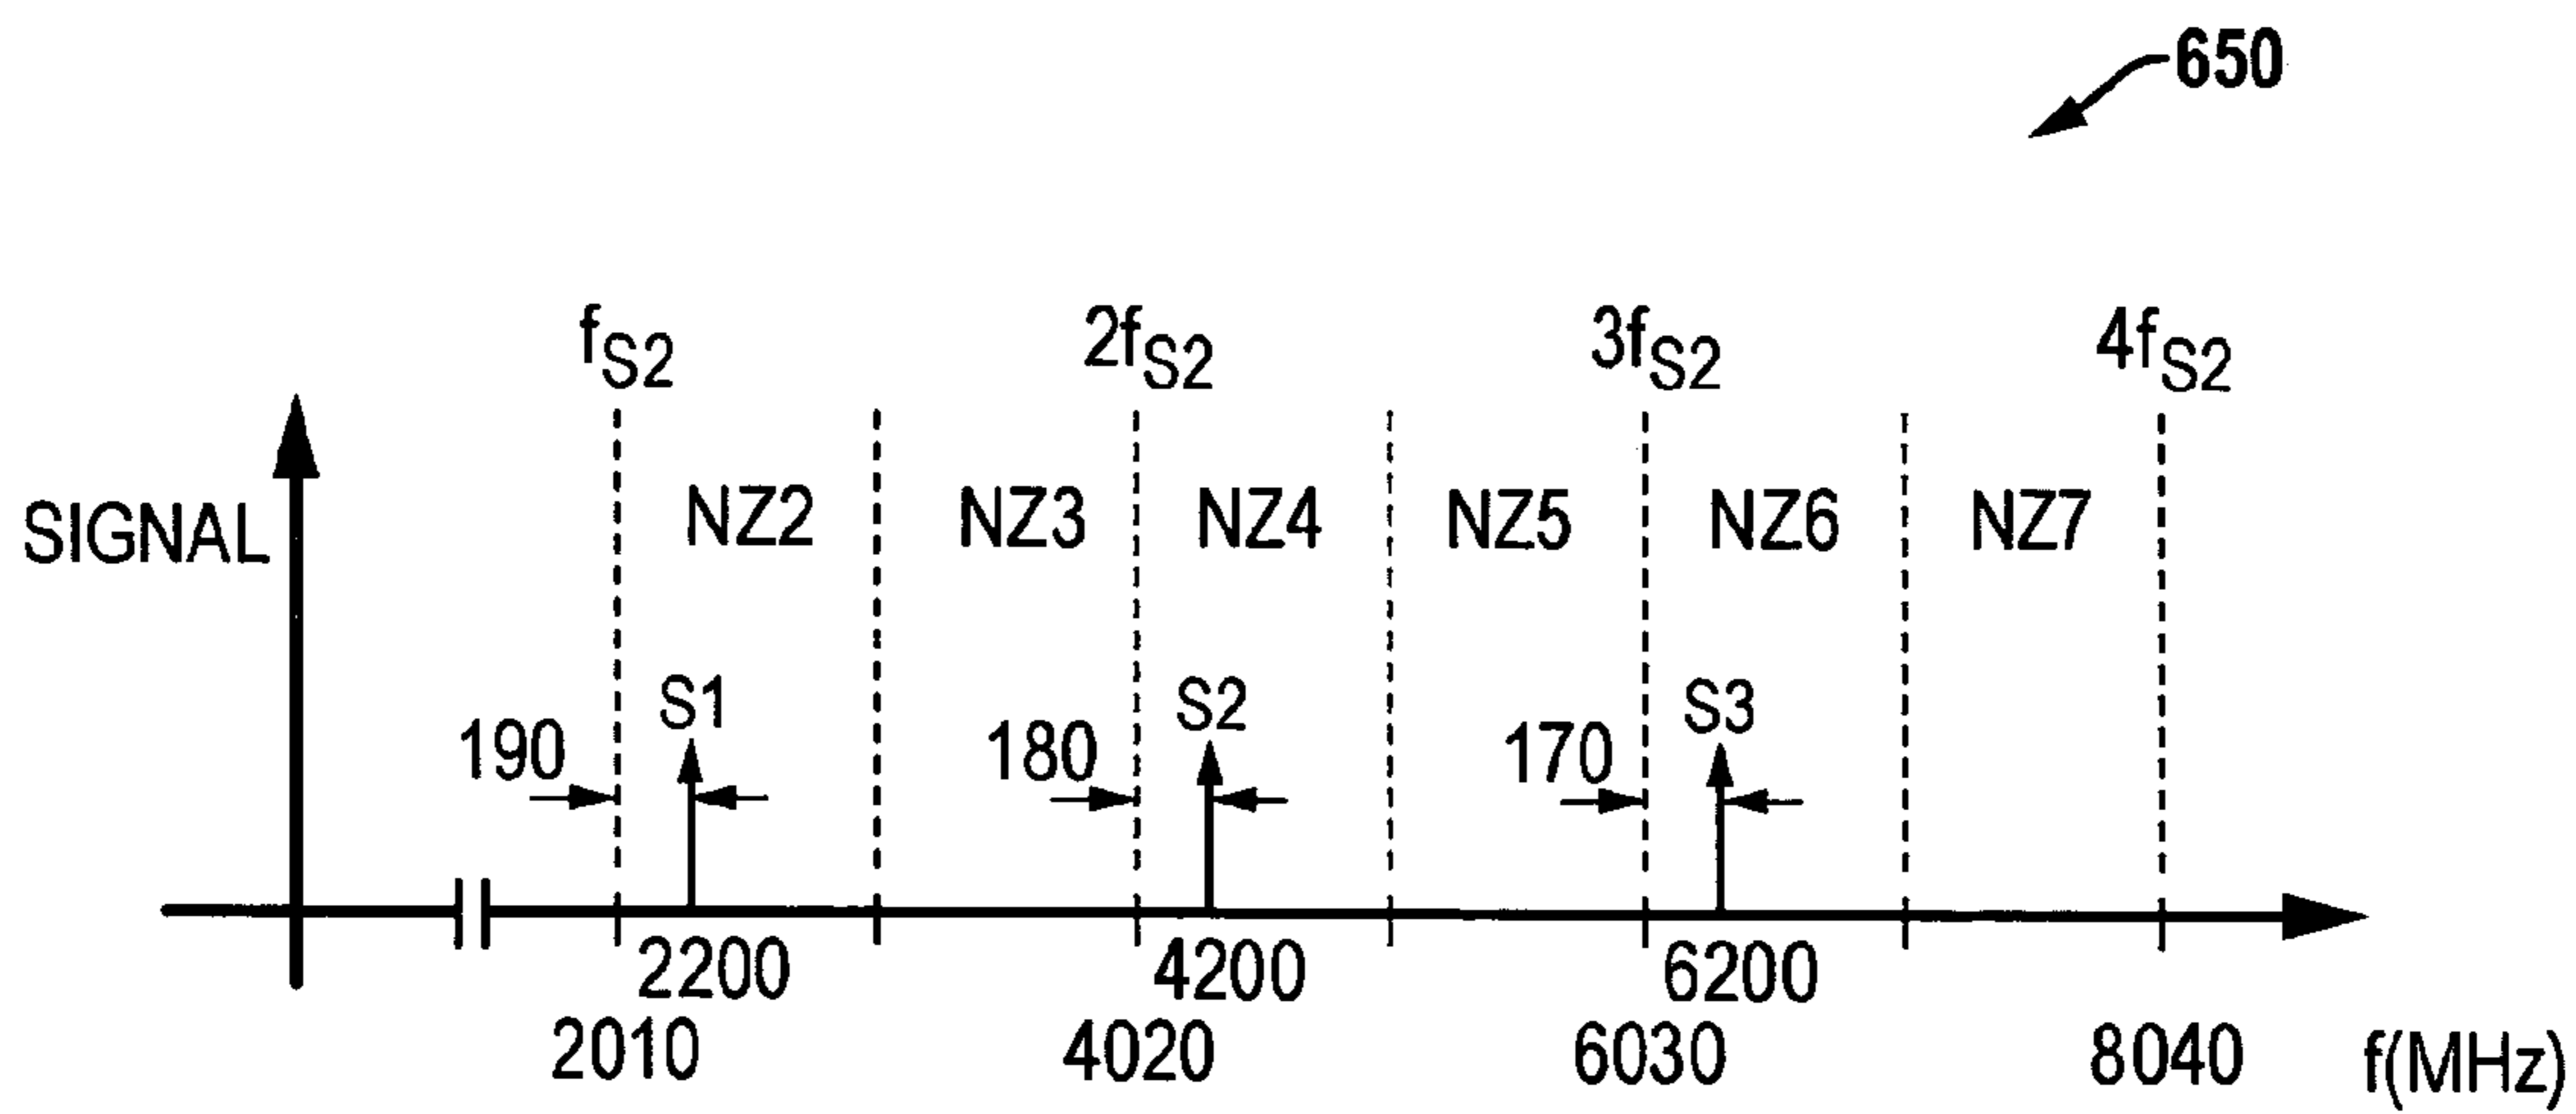 650
fS2 2fS2 3fS2 4fS2
SIGNAL NZ2 NZ3 NZ4 NZ5 NZ6 NZ7
190 S1 180 S2 170 S3
2200 4200 6200
2010 4020 6030 8040 f(MHz)